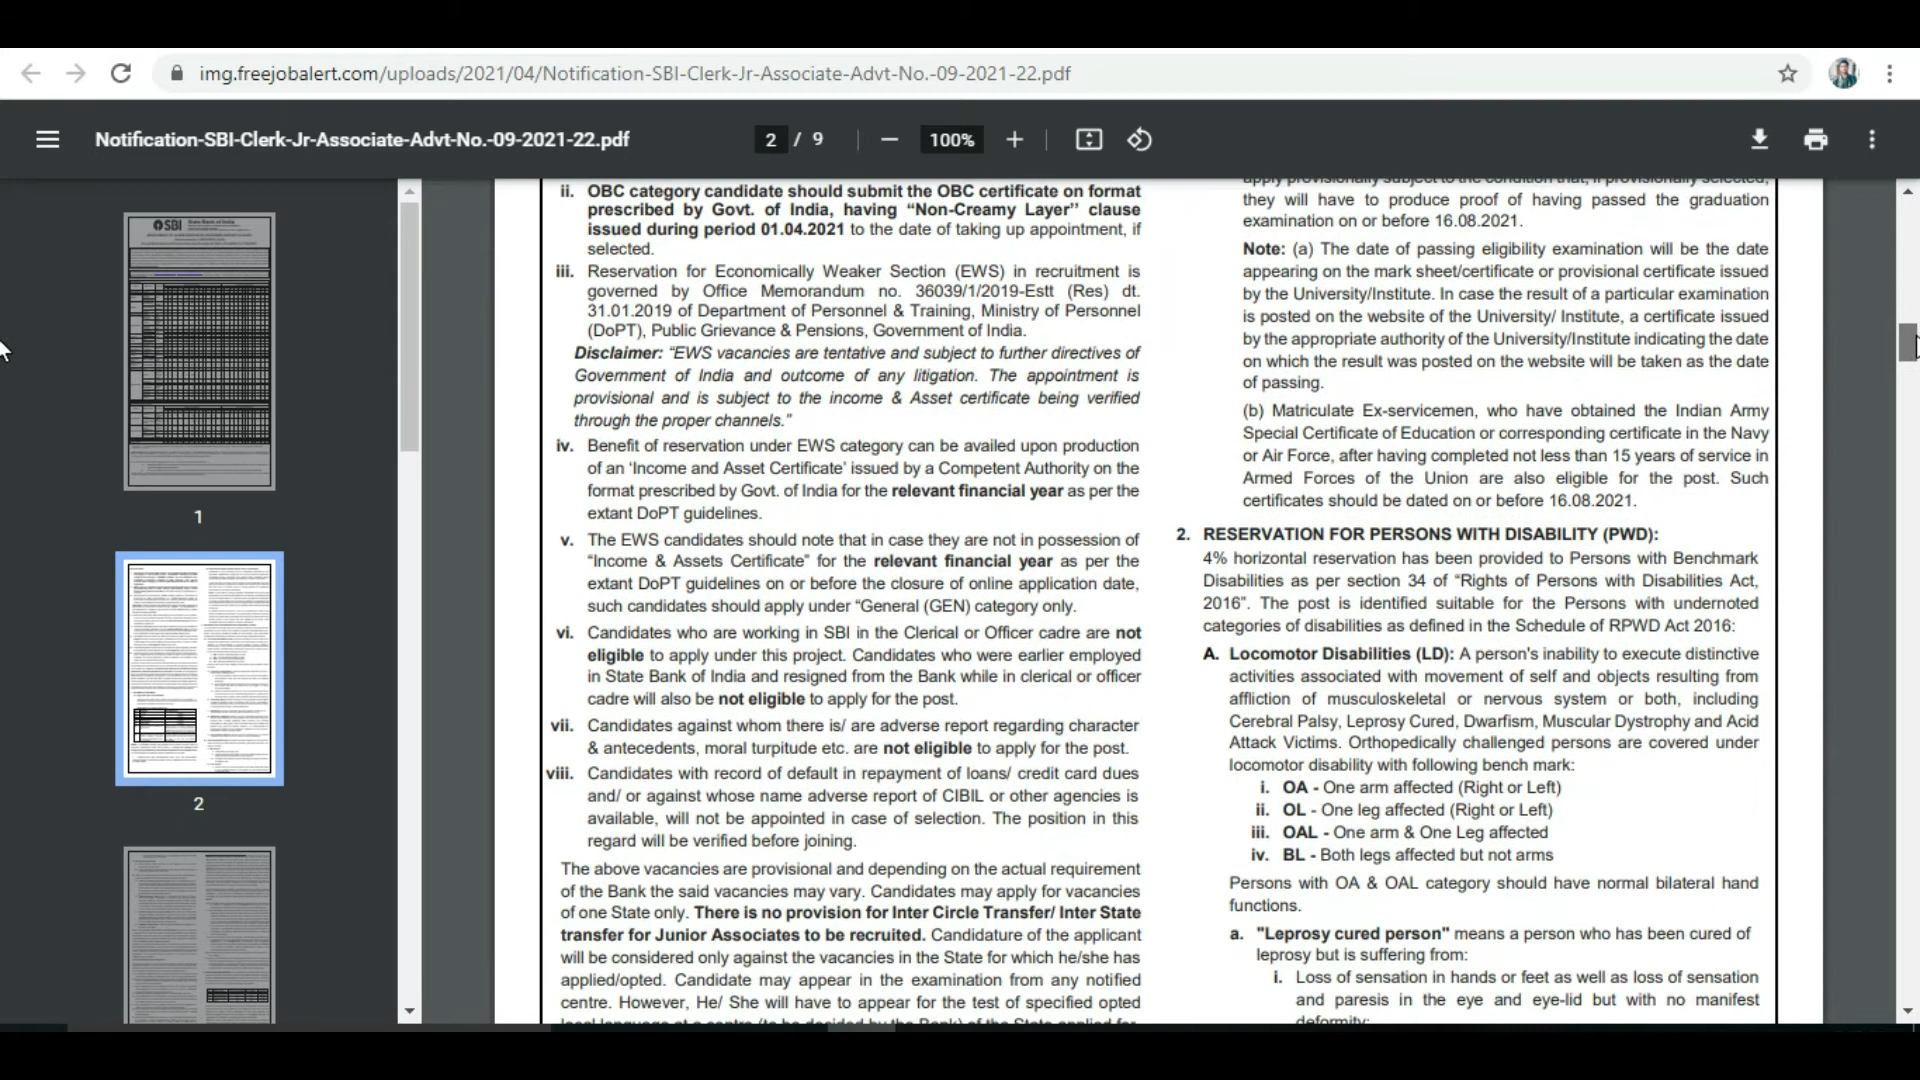 img.freejobalert.com/uploads/2021/04/Notification-SBI-Clerk-Jr-Associate-Advt-No.-09-2021-22.pdf
Notification-SBI-Clerk-Jr-Associate-Advt-No.-09-2021-22.pdf
2 / 9
100%
SBI
1
2
ii. OBC category candidate should submit the OBC certificate on format
prescribed by Govt. of India, having “Non-Creamy Layer” clause
issued during period 01.04.2021 to the date of taking up appointment, if
selected.
iii. Reservation for Economically Weaker Section (EWS) in recruitment is
governed by Office Memorandum no. 36039/1/2019-Estt (Res) dt.
31.01.2019 of Department of Personnel & Training, Ministry of Personnel
(DoPT), Public Grievance & Pensions, Government of India.
Disclaimer: “EWS vacancies are tentative and subject to further directives of
Government of India and outcome of any litigation. The appointment is
provisional and is subject to the income & Asset certificate being verified
through the proper channels.”
iv. Benefit of reservation under EWS category can be availed upon production
of an ‘Income and Asset Certificate’ issued by a Competent Authority on the
format prescribed by Govt. of India for the relevant financial year as per the
extant DoPT guidelines.
v. The EWS candidates should note that in case they are not in possession of
“Income & Assets Certificate” for the relevant financial year as per the
extant DoPT guidelines on or before the closure of online application date,
such candidates should apply under “General (GEN) category only.
vi. Candidates who are working in SBI in the Clerical or Officer cadre are not
eligible to apply under this project. Candidates who were earlier employed
in State Bank of India and resigned from the Bank while in clerical or officer
cadre will also be not eligible to apply for the post.
vii. Candidates against whom there is/ are adverse report regarding character
& antecedents, moral turpitude etc. are not eligible to apply for the post.
viii. Candidates with record of default in repayment of loans/ credit card dues
and/ or against whose name adverse report of CIBIL or other agencies is
available, will not be appointed in case of selection. The position in this
regard will be verified before joining.
The above vacancies are provisional and depending on the actual requirement
of the Bank the said vacancies may vary. Candidates may apply for vacancies
of one State only. There is no provision for Inter Circle Transfer/ Inter State
transfer for Junior Associates to be recruited. Candidature of the applicant
will be considered only against the vacancies in the State for which he/she has
applied/opted. Candidate may appear in the examination from any notified
centre. However, He/ She will have to appear for the test of specified opted
local language at a centre (to be decided by the Bank) of the State applied for.
apply provisionally subject to the condition that, if provisionally selected,
they will have to produce proof of having passed the graduation
examination on or before 16.08.2021.
Note: (a) The date of passing eligibility examination will be the date
appearing on the mark sheet/certificate or provisional certificate issued
by the University/Institute. In case the result of a particular examination
is posted on the website of the University/ Institute, a certificate issued
by the appropriate authority of the University/Institute indicating the date
on which the result was posted on the website will be taken as the date
of passing.
(b) Matriculate Ex-servicemen, who have obtained the Indian Army
Special Certificate of Education or corresponding certificate in the Navy
or Air Force, after having completed not less than 15 years of service in
Armed Forces of the Union are also eligible for the post. Such
certificates should be dated on or before 16.08.2021.
2. RESERVATION FOR PERSONS WITH DISABILITY (PWD):
4% horizontal reservation has been provided to Persons with Benchmark
Disabilities as per section 34 of “Rights of Persons with Disabilities Act,
2016”. The post is identified suitable for the Persons with undernoted
categories of disabilities as defined in the Schedule of RPWD Act 2016:
A. Locomotor Disabilities (LD): A person's inability to execute distinctive
activities associated with movement of self and objects resulting from
affliction of musculoskeletal or nervous system or both, including
Cerebral Palsy, Leprosy Cured, Dwarfism, Muscular Dystrophy and Acid
Attack Victims. Orthopedically challenged persons are covered under
locomotor disability with following bench mark:
i. OA - One arm affected (Right or Left)
ii. OL - One leg affected (Right or Left)
iii. OAL - One arm & One Leg affected
iv. BL - Both legs affected but not arms
Persons with OA & OAL category should have normal bilateral hand
functions.
a. "Leprosy cured person" means a person who has been cured of
leprosy but is suffering from:
i. Loss of sensation in hands or feet as well as loss of sensation
and paresis in the eye and eye-lid but with no manifest
deformity;